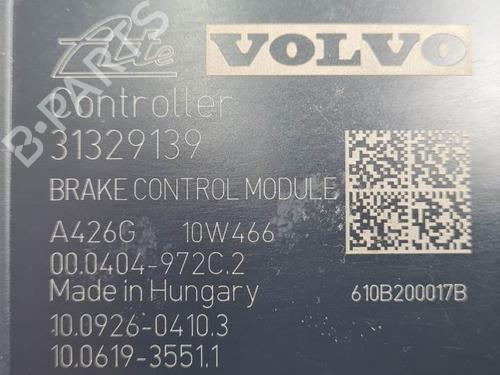 Ate VOLVO
Controller
31329139
BRAKE CONTROL MODULE
A426G 10W466
00.0404-972C.2
Made in Hungary 610B200017B
10.0926-0410.3
10.0619-3551.1
B-PARTS